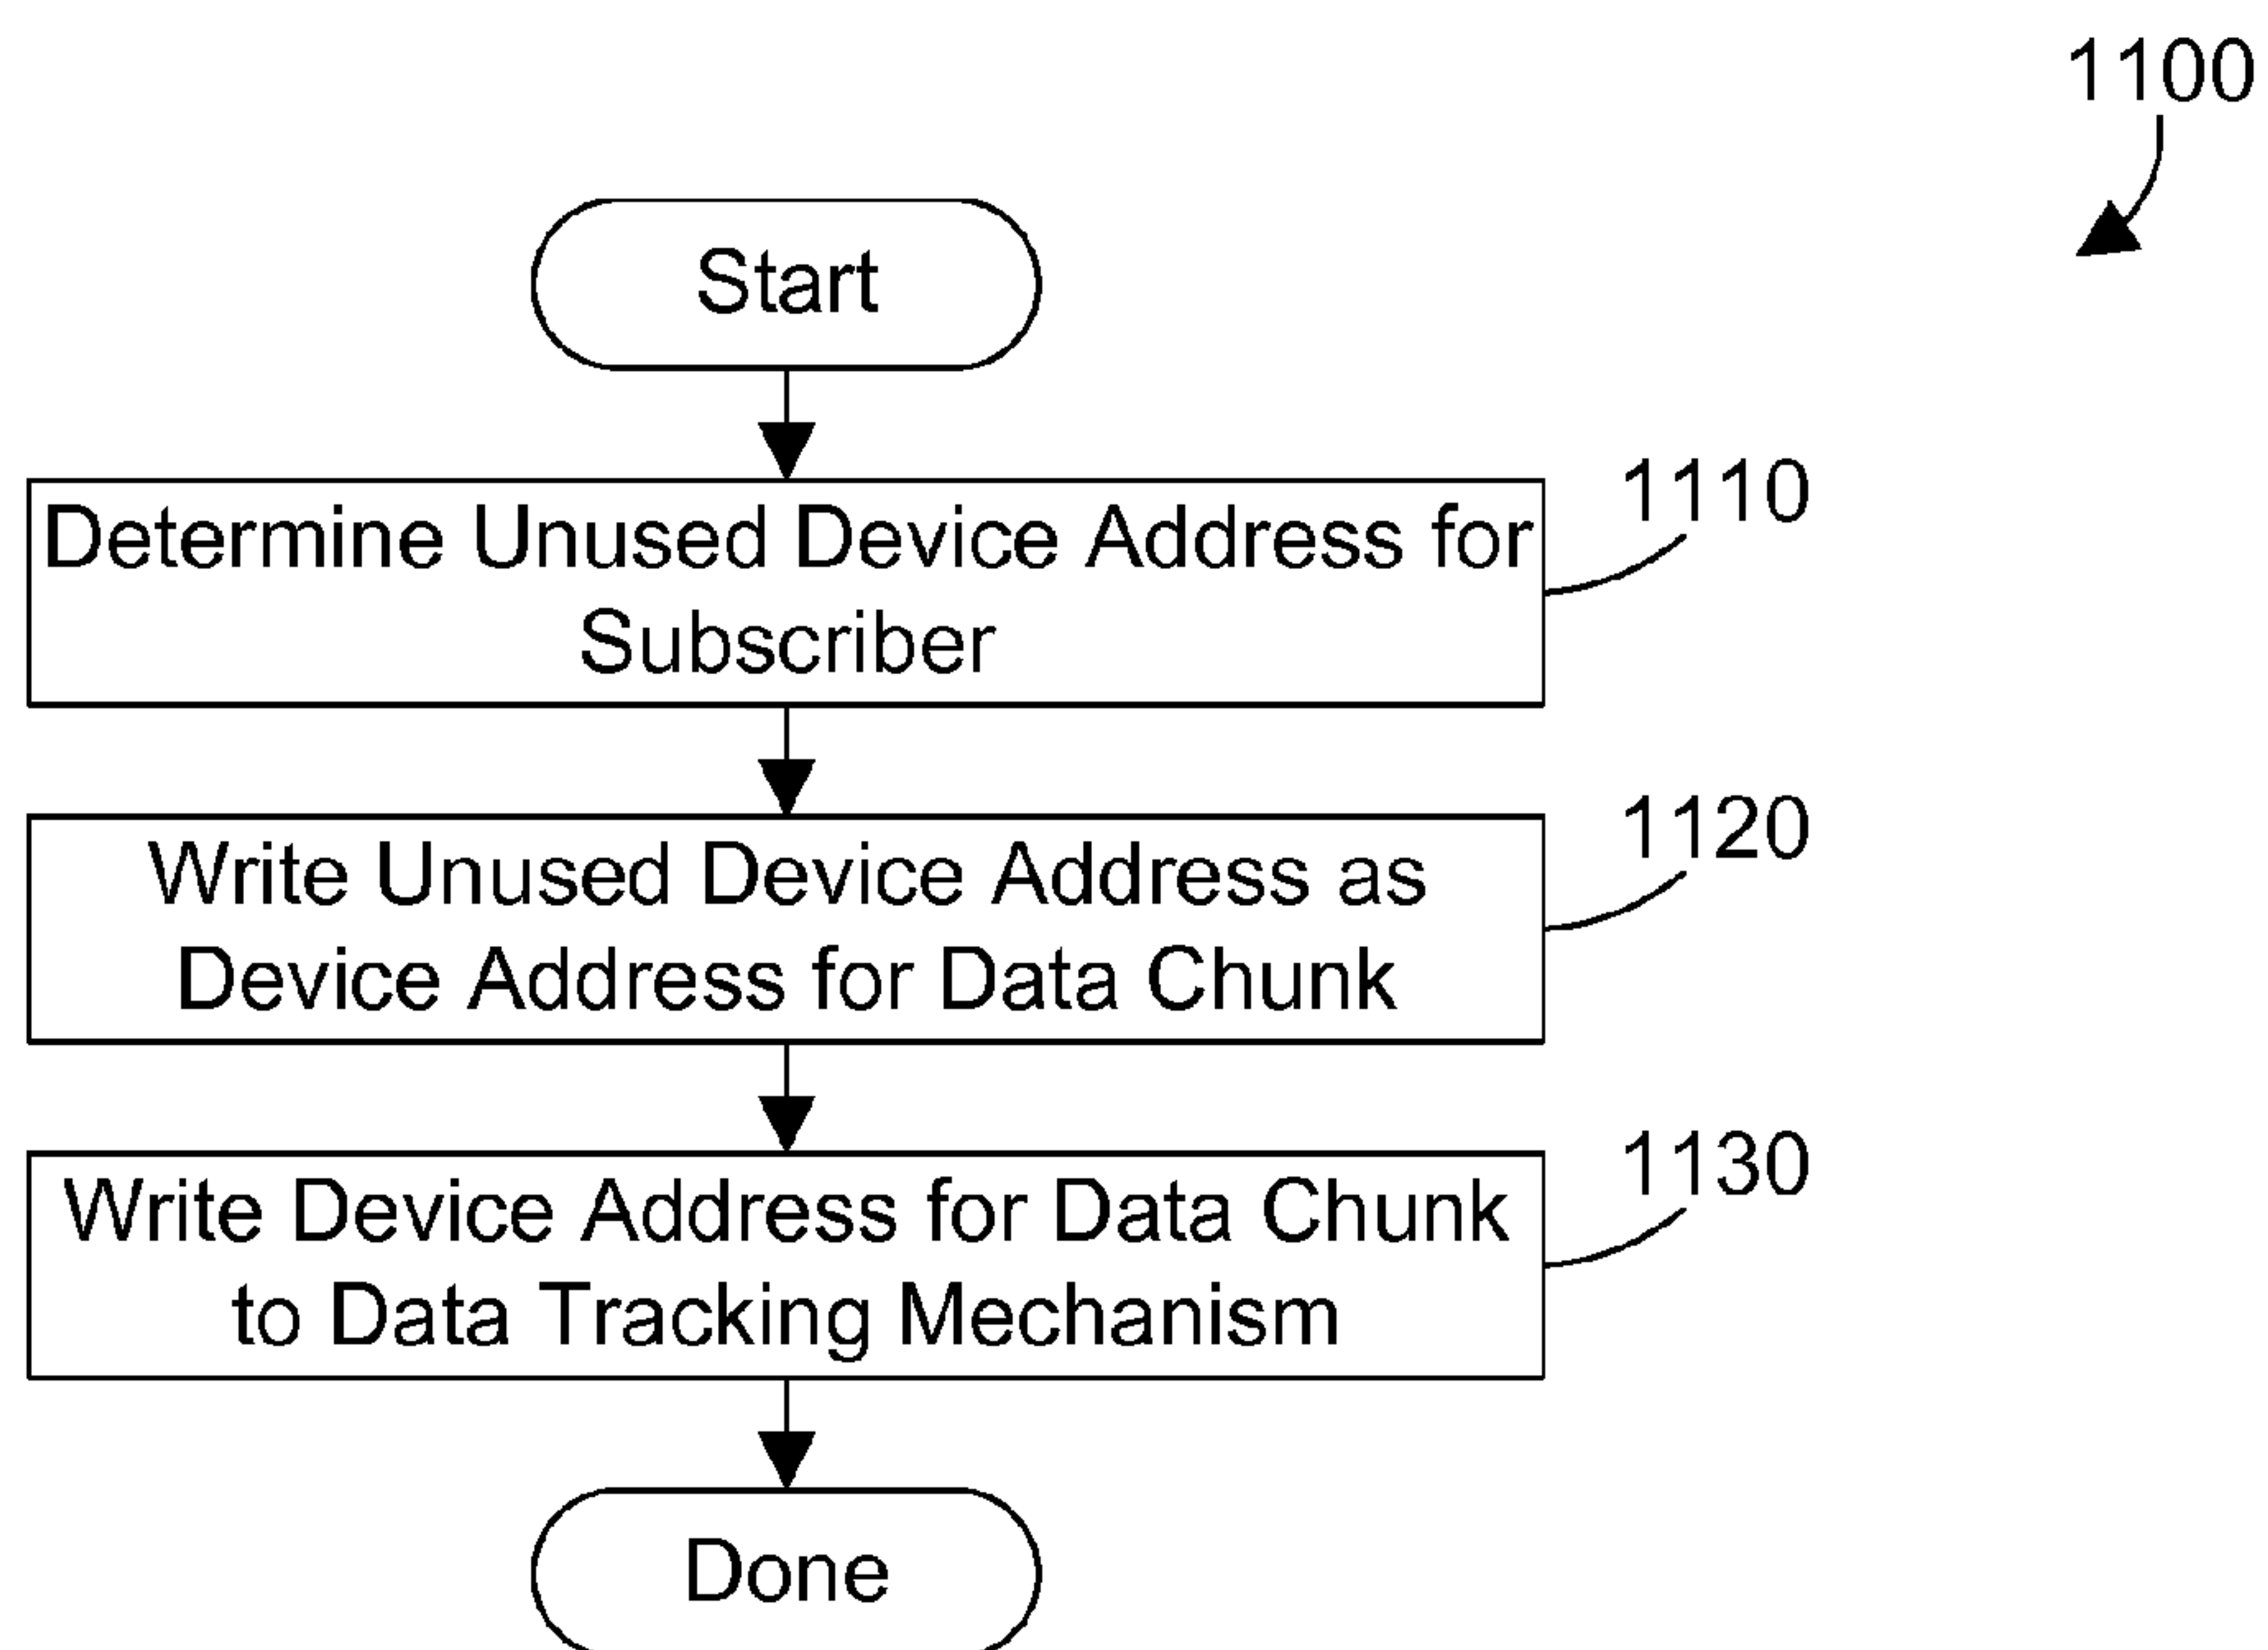 1100
Start
Determine Unused Device Address for
Subscriber
1110
Write Unused Device Address as
Device Address for Data Chunk
1120
Write Device Address for Data Chunk
to Data Tracking Mechanism
1130
Done